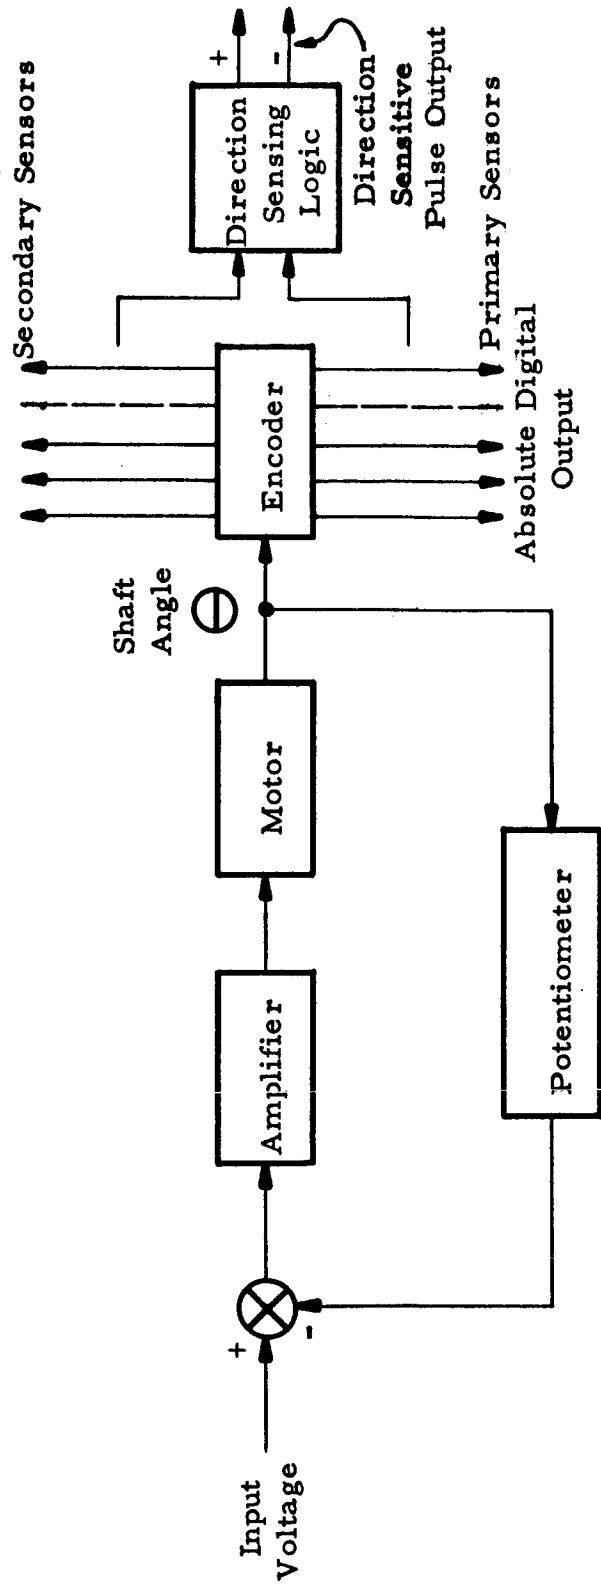 Input
Voltage
+
-
Amplifier
Motor
Shaft
Angle
Θ
Potentiometer
Encoder
Secondary Sensors
Primary Sensors
Absolute Digital
Output
Direction
Sensing
Logic
+
-
Direction-
Sensitive
Pulse Output